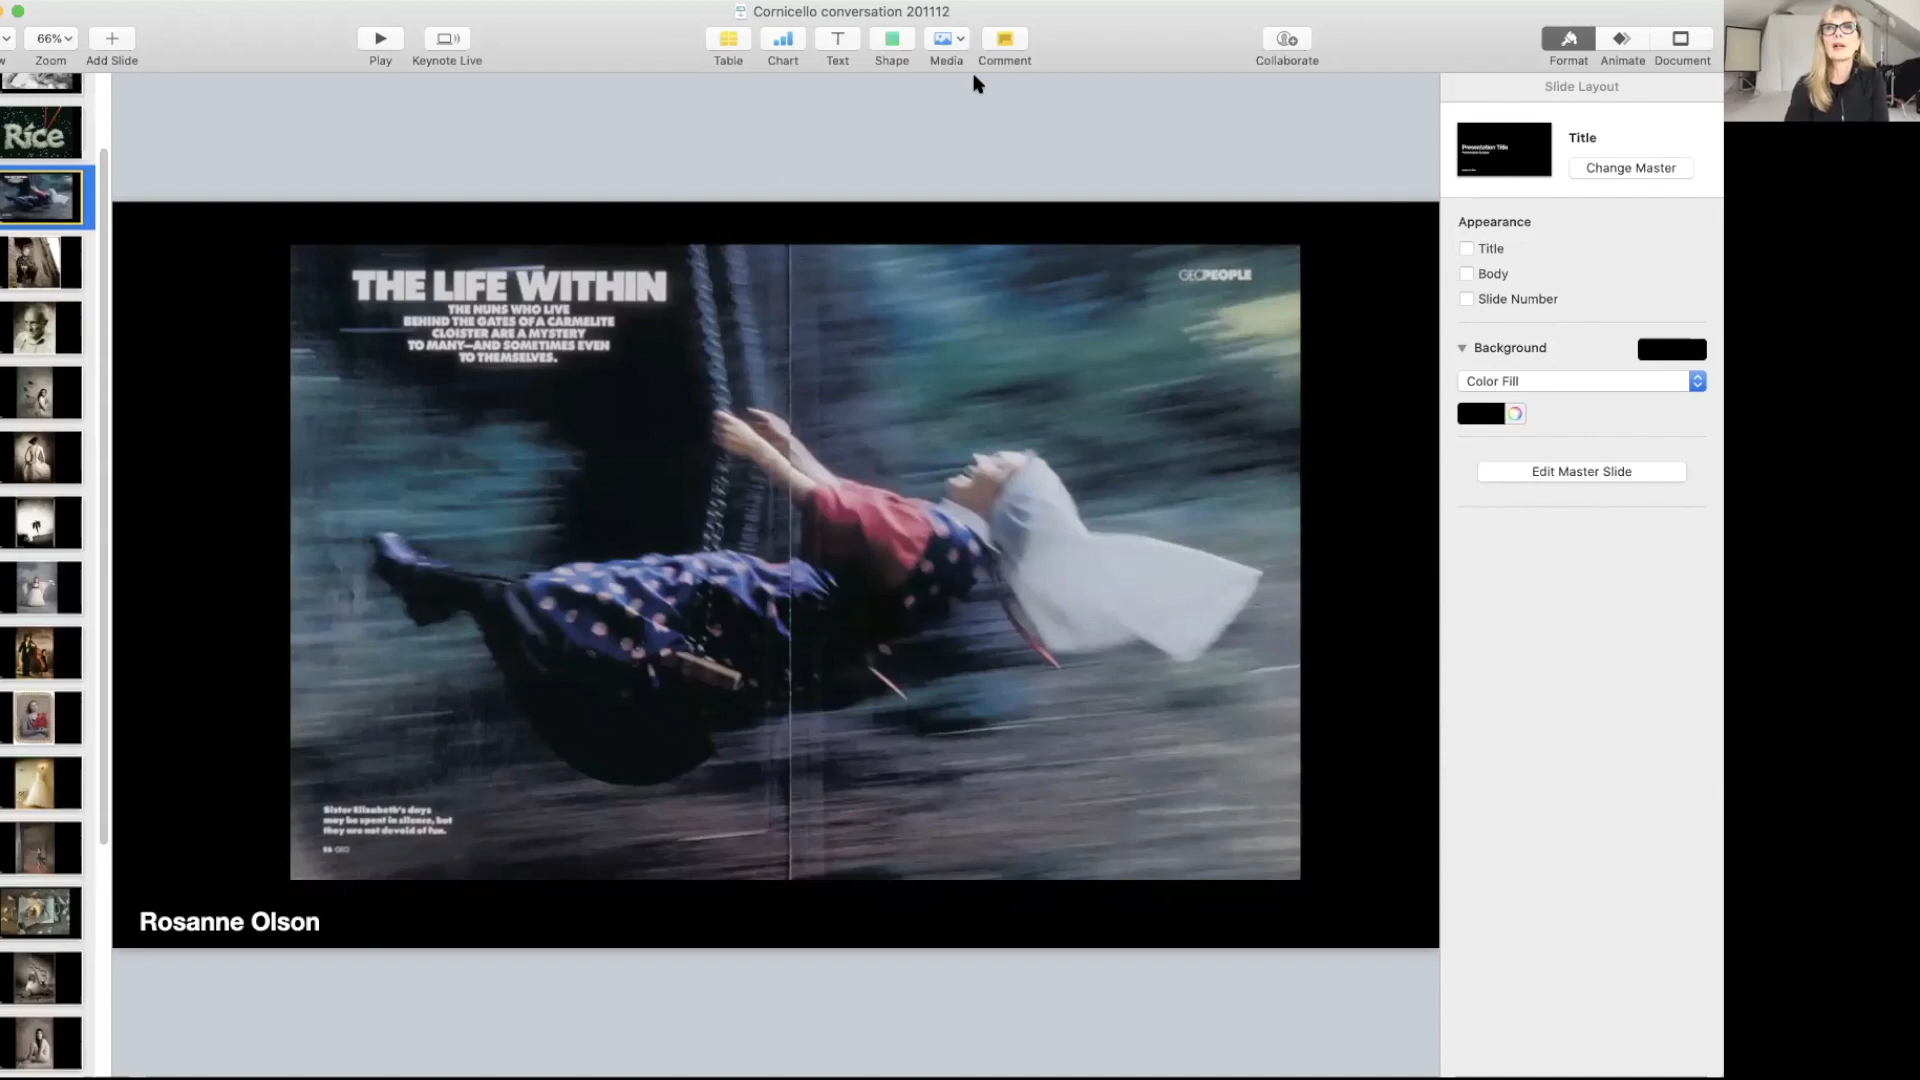 Cornicello conversation 201112
66%
Zoom
Add Slide
Play
Keynote Live
Table
Chart
Text
Shape
Media
Comment
Collaborate
Format
Animate
Document
Slide Layout
Rice
Presentation Title
Title
Change Master
Appearance
Title
Body
Slide Number
Background
Color Fill
Edit Master Slide
THE LIFE WITHIN
THE NUNS WHO LIVE
BEHIND THE GATES OF A CARMELITE
CLOISTER ARE A MYSTERY
TO MANY—AND SOMETIMES EVEN
TO THEMSELVES.
GEOPEOPLE
Sister Elisabeth's days
may be spent in silence, but
they are not devoid of fun.
GEO
Rosanne Olson